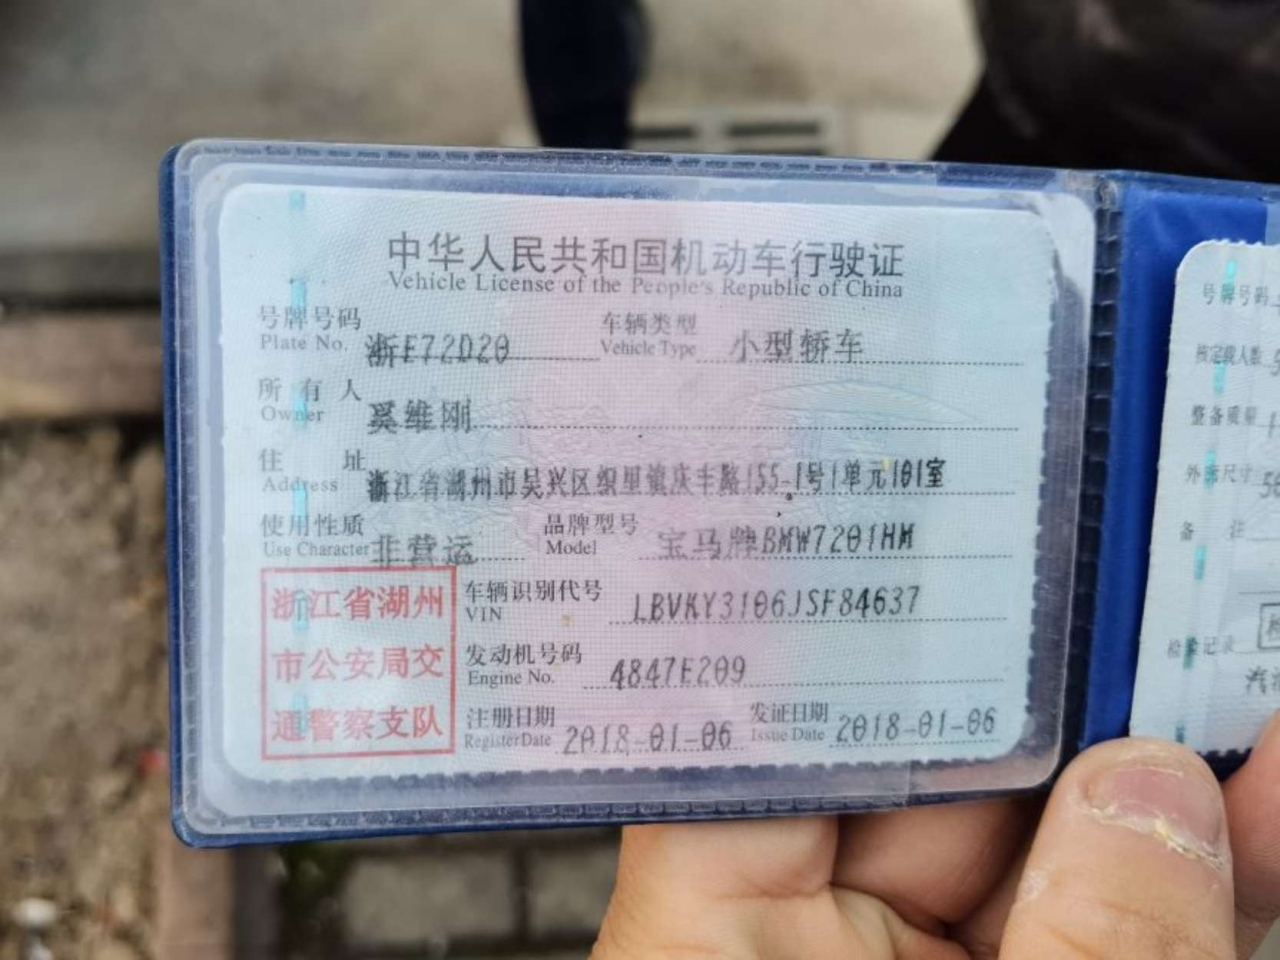 中华人民共和国机动车行驶证
Vehicle License of the People's Republic of China
号牌号码 浙E72D20 车辆类型 小型轿车
Plate No. Vehicle Type
所有人 奚维刚
Owner
住址 浙江省湖州市吴兴区织里镇庆丰路155-1号1单元101室
Address
使用性质 非营运 品牌型号 宝马牌BMW7201HM
Use Character Model
浙江省湖州
市公安局交
通警察支队
车辆识别代号 LBVKY3106JSF84637
VIN
发动机号码 4847E209
Engine No.
注册日期 2018-01-06 发证日期 2018-01-06
Register Date Issue Date
号牌号码
核定载人数 5
整备质量
外廓尺寸
备注
检验记录